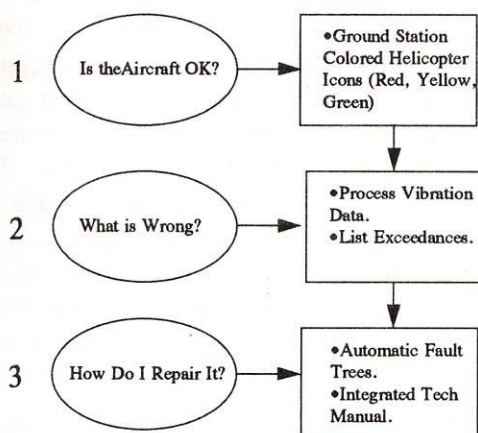 1
Is theAircraft OK?
•Ground Station
Colored Helicopter
Icons (Red, Yellow,
Green)
2
What is Wrong?
•Process Vibration
Data.
•List Exceedances.
3
How Do I Repair It?
•Automatic Fault
Trees.
•Integrated Tech
Manual.